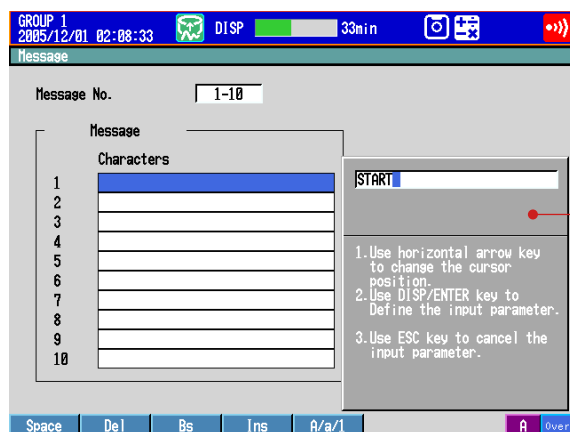 GROUP 1
2005/12/01 02:08:33 DISP 33min
Message
Message No. 1-10
Message
Characters
1
2
3
4
5
6
7
8
9
10
START
1.Use horizontal arrow key
to change the cursor
position.
2.Use DISP/ENTER key to
Define the input parameter.
3.Use ESC key to cancel the
input parameter.
Space Del Bs Ins A/a/1 A Over